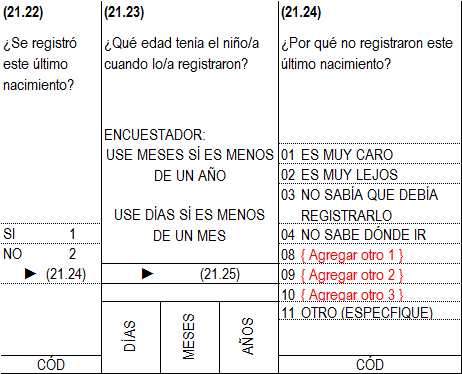 (21.22)
¿Se registró
este último
nacimiento?
SI 1
NO 2
► (21.24)
CÓD
(21.23)
¿Qué edad tenía el niño/a
cuando lo/a registraron?
ENCUESTADOR:
USE MESES SÍ ES MENOS
DE UN AÑO
USE DÍAS SÍ ES MENOS
DE UN MES
► (21.25)
DÍAS
MESES
AÑOS
(21.24)
¿Por qué no registraron este
último nacimiento?
01 ES MUY CARO
02 ES MUY LEJOS
03 NO SABÍA QUE DEBÍA
REGISTRARLO
04 NO SABE DÓNDE IR
08 { Agregar otro 1 }
09 { Agregar otro 2 }
10 { Agregar otro 3 }
11 OTRO (ESPECFIQUE)
CÓD